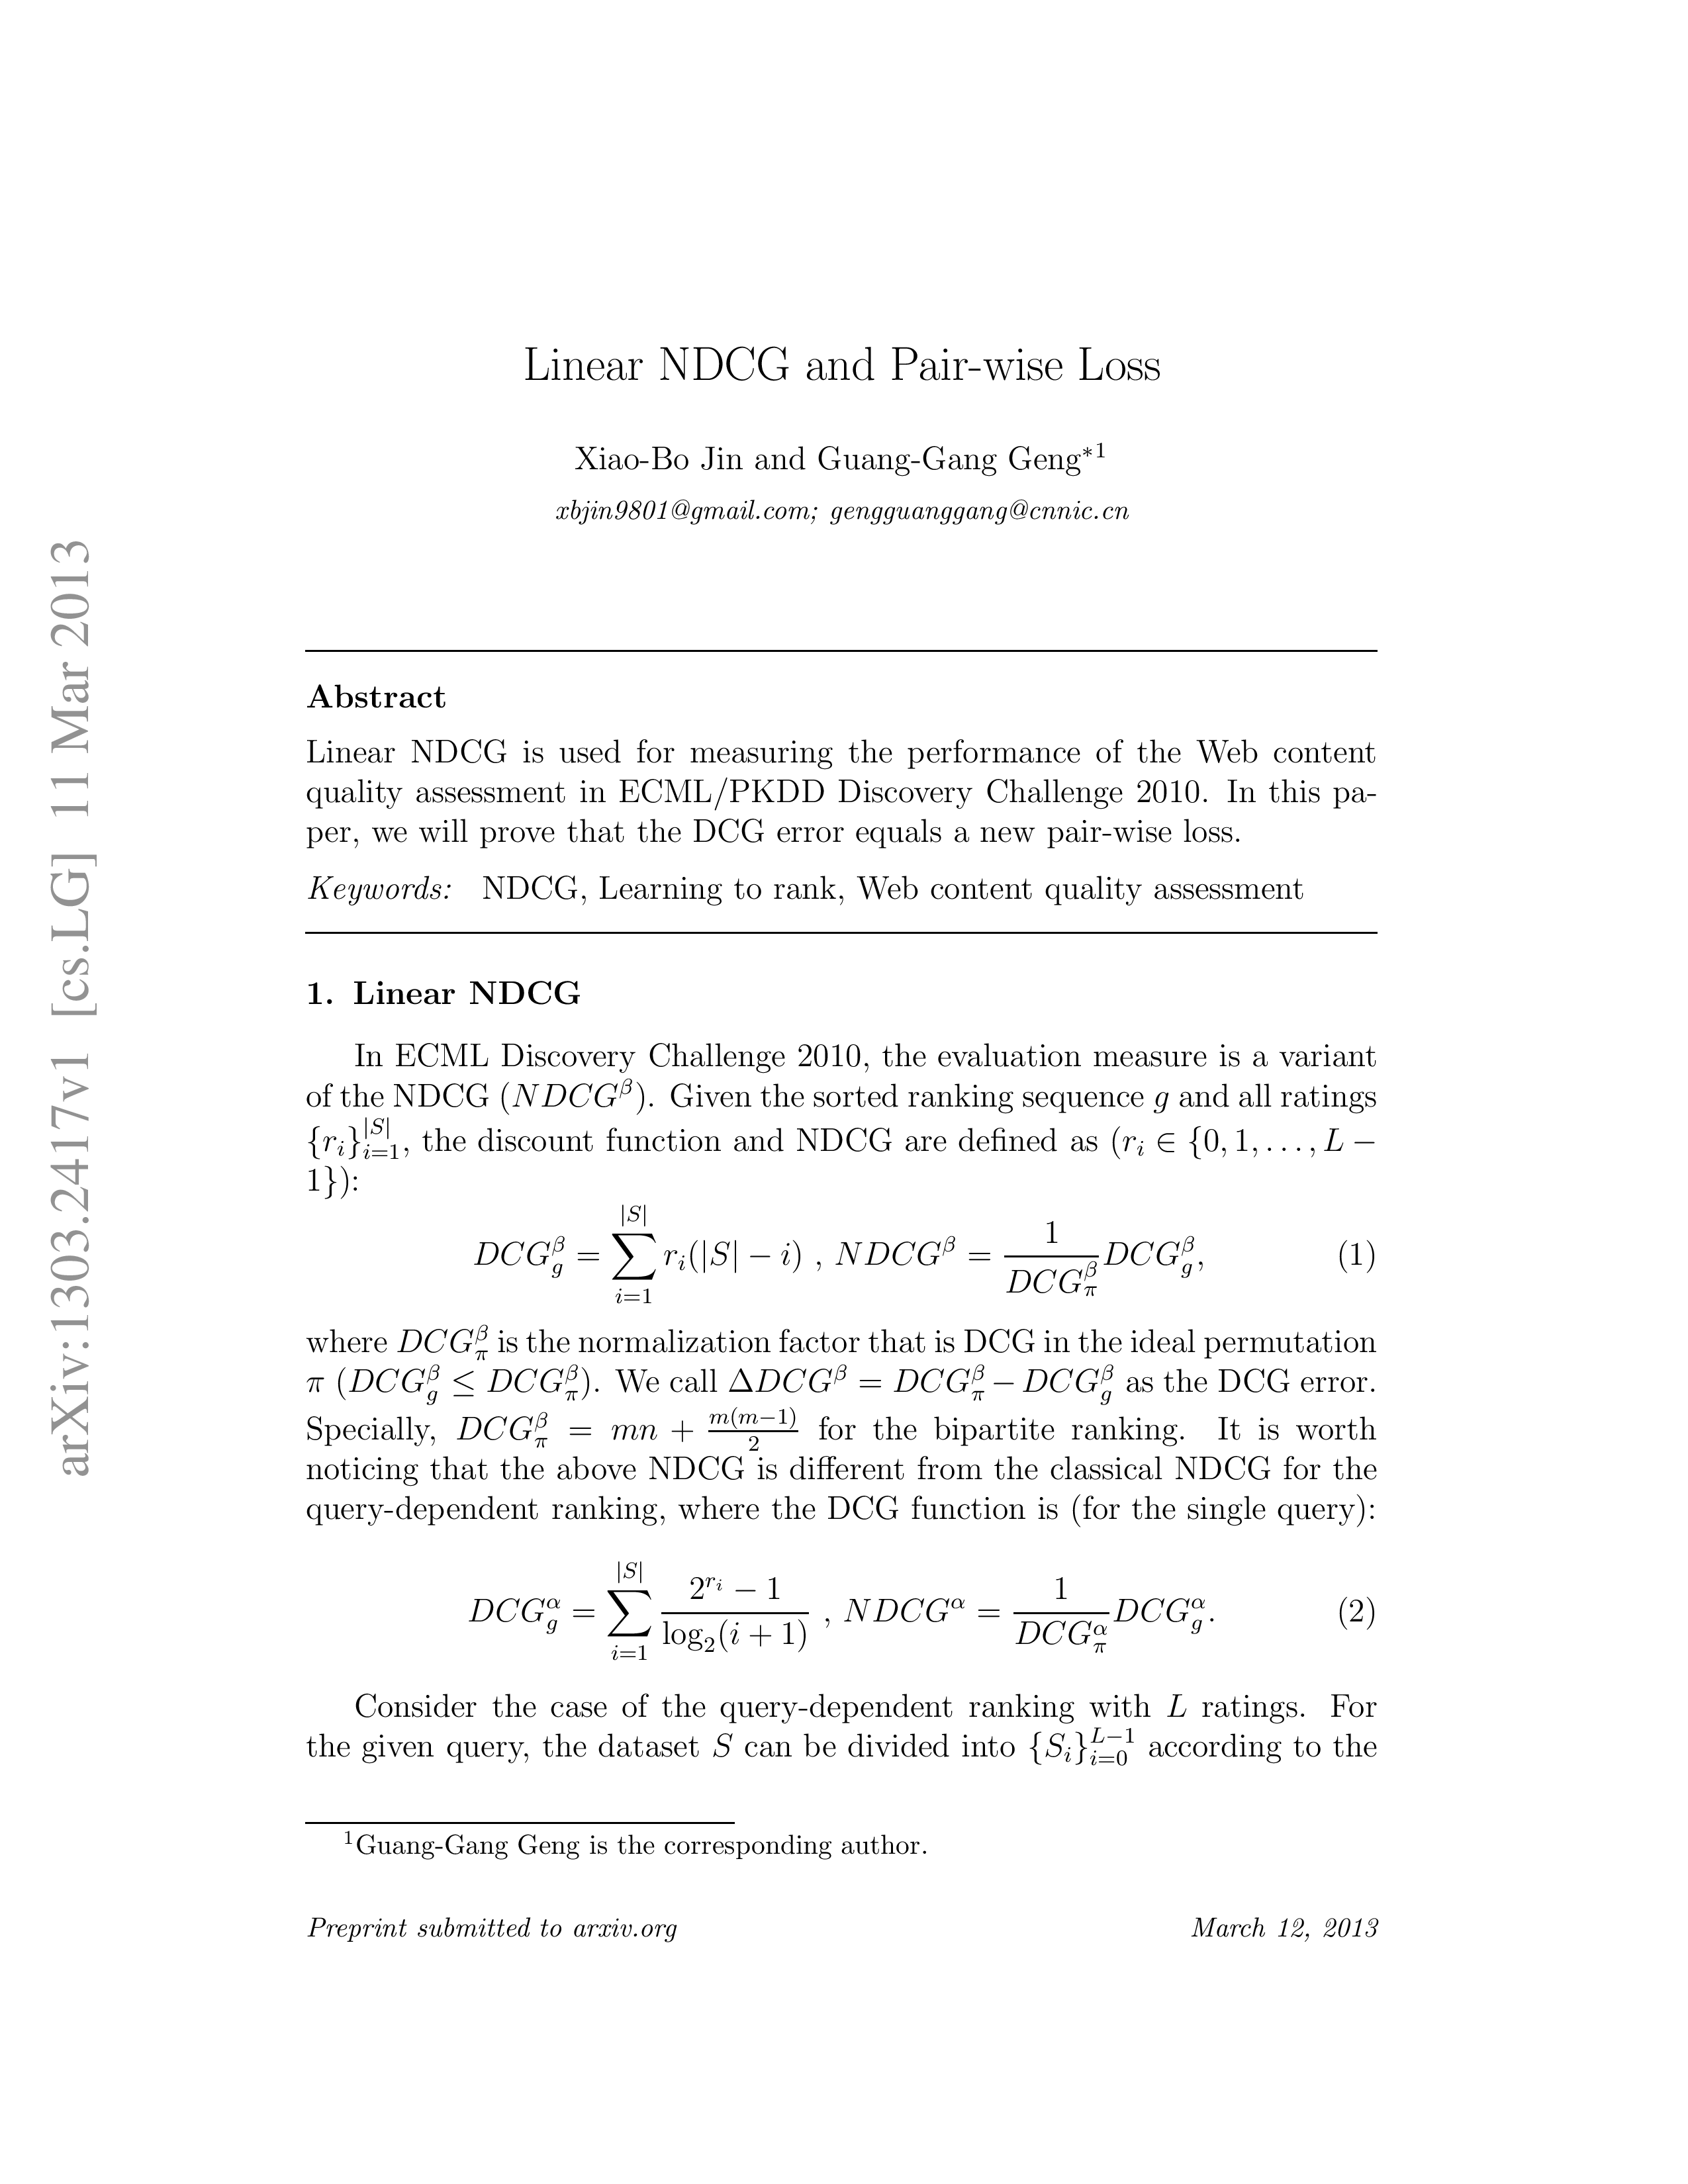 arXiv:1303.2417v1 [cs.LG] 11 Mar 2013
Linear NDCG and Pair-wise Loss
Xiao-Bo Jin and Guang-Gang Geng∗1
xbjin9801@gmail.com; gengguanggang@cnnic.cn
Abstract
Linear NDCG is used for measuring the performance of the Web content
quality assessment in ECML/PKDD Discovery Challenge 2010. In this pa-
per, we will prove that the DCG error equals a new pair-wise loss.
Keywords: NDCG, Learning to rank, Web content quality assessment
1. Linear NDCG
In ECML Discovery Challenge 2010, the evaluation measure is a variant
of the NDCG ($NDCG^{\beta}$). Given the sorted ranking sequence $g$ and all ratings
$\{r_i\}_{i=1}^{|S|}$, the discount function and NDCG are defined as ($r_i \in \{0, 1, \ldots, L -$
$1\}$):
$DCG_g^{\beta} = \sum_{i=1}^{|S|} r_i(|S| - i)$ , $NDCG^{\beta} = \frac{1}{DCG_{\pi}^{\beta}} DCG_g^{\beta},$ (1)
where $DCG_{\pi}^{\beta}$ is the normalization factor that is DCG in the ideal permutation
$\pi$ ($DCG_g^{\beta} \leq DCG_{\pi}^{\beta}$). We call $\Delta DCG^{\beta} = DCG_{\pi}^{\beta} - DCG_g^{\beta}$ as the DCG error.
Specially, $DCG_{\pi}^{\beta} = mn + \frac{m(m-1)}{2}$ for the bipartite ranking. It is worth
noticing that the above NDCG is different from the classical NDCG for the
query-dependent ranking, where the DCG function is (for the single query):
$DCG_g^{\alpha} = \sum_{i=1}^{|S|} \frac{2^{r_i} - 1}{\log_2(i + 1)}$ , $NDCG^{\alpha} = \frac{1}{DCG_{\pi}^{\alpha}} DCG_g^{\alpha}.$ (2)
Consider the case of the query-dependent ranking with $L$ ratings. For
the given query, the dataset $S$ can be divided into $\{S_i\}_{i=0}^{L-1}$ according to the
1Guang-Gang Geng is the corresponding author.
Preprint submitted to arxiv.org March 12, 2013